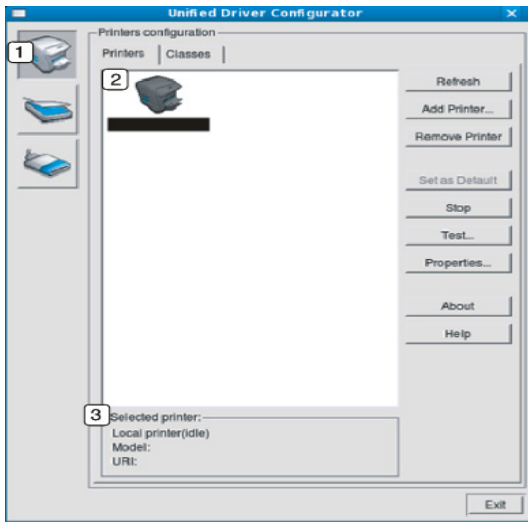 Unified Driver Configurator
Printers configuration
Printers
Classes
1
2
Refresh
Add Printer...
Remove Printer
Set as Default
Stop
Test...
Properties...
About
Help
3
Selected printer:
Local printer(idle)
Model:
URI:
Exit